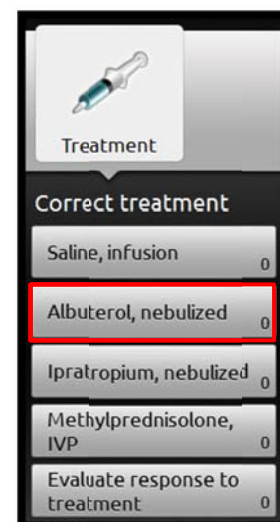 Treatment
Correct treatment
Saline, infusion
0
Albuterol, nebulized
0
Ipratropium, nebulized
0
Methylprednisolone,
IVP
0
Evaluate response to
treatment
0